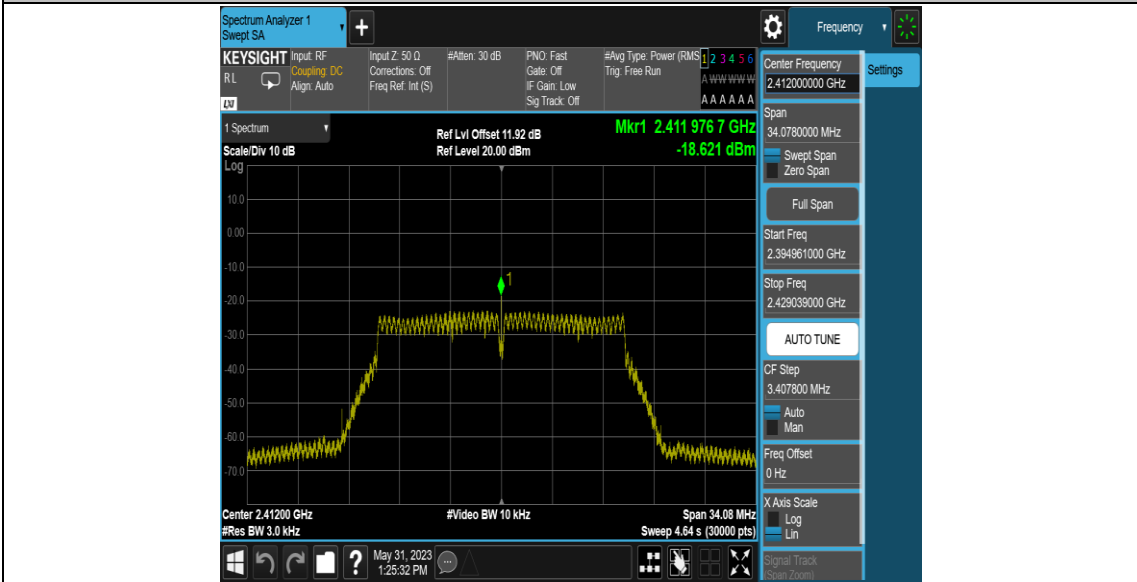 Spectrum Analyzer 1
Swept SA
+
Frequency
KEYSIGHT
R L
LXI
Input: RF
Coupling: DC
Align: Auto
Input Z: 50 Ω
Corrections: Off
Freq Ref: Int (S)
#Atten: 30 dB
PNO: Fast
Gate: Off
IF Gain: Low
Sig Track: Off
#Avg Type: Power (RMS
Trig: Free Run
1 2 3 4 5 6
A W W W W W
A A A A A A
1 Spectrum
Scale/Div 10 dB
Log
Ref Lvl Offset 11.92 dB
Ref Level 20.00 dBm
Mkr1 2.411 976 7 GHz
-18.621 dBm
10.0
0.00
-10.0
-20.0
-30.0
-40.0
-50.0
-60.0
-70.0
1
Center 2.41200 GHz
#Res BW 3.0 kHz
#Video BW 10 kHz
Span 34.08 MHz
Sweep 4.64 s (30000 pts)
?
May 31, 2023
1:25:32 PM
Center Frequency
2.412000000 GHz
Settings
Span
34.0780000 MHz
Swept Span
Zero Span
Full Span
Start Freq
2.394961000 GHz
Stop Freq
2.429039000 GHz
AUTO TUNE
CF Step
3.407800 MHz
Auto
Man
Freq Offset
0 Hz
X Axis Scale
Log
Lin
Signal Track
(Span Zoom)